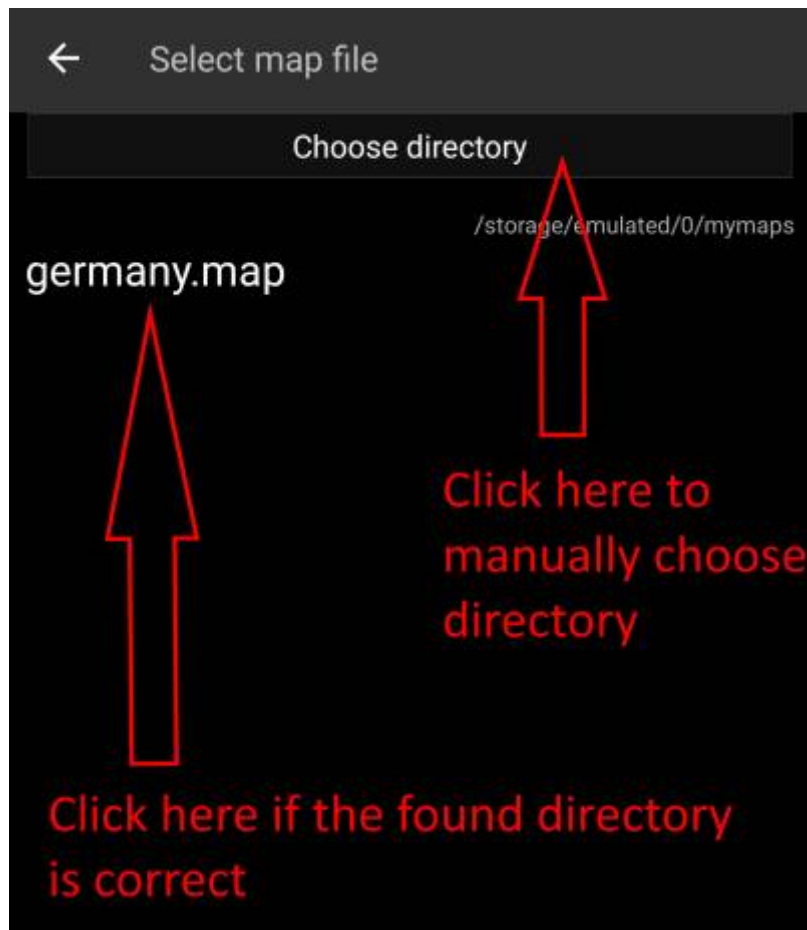 Select map file
Choose directory
/storage/emulated/0/mymaps
germany.map
Click here to
manually choose
directory
Click here if the found directory
is correct